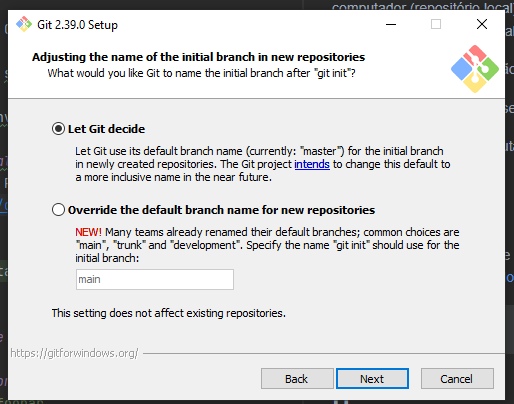 computador (repositório local)
Git 2.39.0 Setup
Adjusting the name of the initial branch in new repositories
What would you like Git to name the initial branch after "git init"?
Let Git decide
Let Git use its default branch name (currently: "master") for the initial branch
in newly created repositories. The Git project intends to change this default to
a more inclusive name in the near future.
Override the default branch name for new repositories
NEW! Many teams already renamed their default branches; common choices are
"main", "trunk" and "development". Specify the name "git init" should use for the
initial branch:
main
This setting does not affect existing repositories.
https://gitforwindows.org/
Back
Next
Cancel